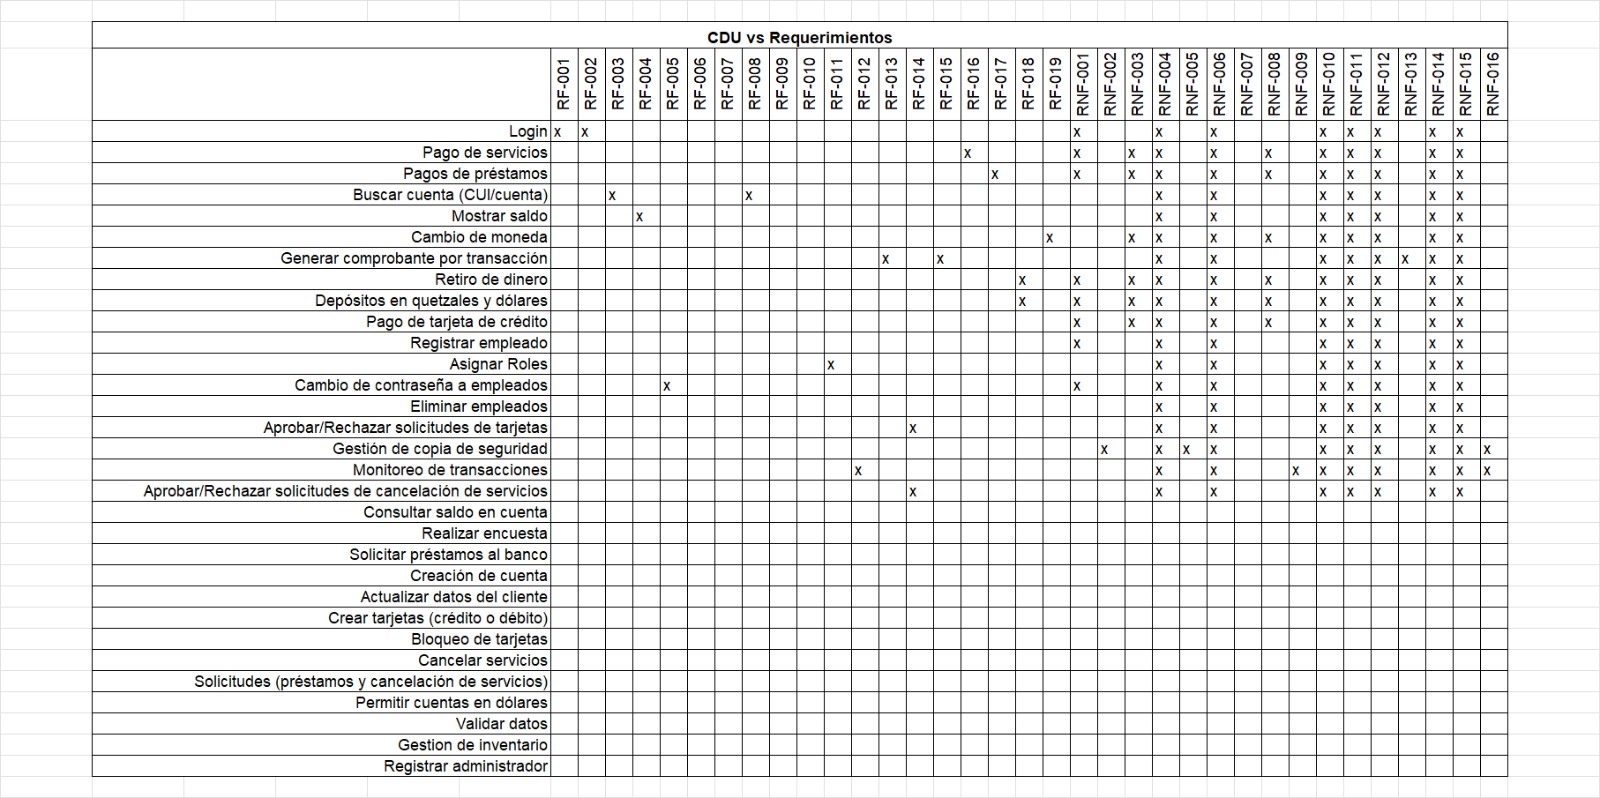 CDU vs Requerimientos
RF-001 RF-002 RF-003 RF-004 RF-005 RF-006 RF-007 RF-008 RF-009 RF-010 RF-011 RF-012 RF-013 RF-014 RF-015 RF-016 RF-017 RF-018 RF-019 RNF-001 RNF-002 RNF-003 RNF-004 RNF-005 RNF-006 RNF-007 RNF-008 RNF-009 RNF-010 RNF-011 RNF-012 RNF-013 RNF-014 RNF-015 RNF-016
Login x x x x x x x x x x
Pago de servicios x x x x x x x x x x x
Pagos de préstamos x x x x x x x x x x x
Buscar cuenta (CUI/cuenta) x x x x x x x x x
Mostrar saldo x x x x x x x x
Cambio de moneda x x x x x x x x x x
Generar comprobante por transacción x x x x x x x x x x
Retiro de dinero x x x x x x x x x x x
Depósitos en quetzales y dólares x x x x x x x x x x x
Pago de tarjeta de crédito x x x x x x x x x x
Registrar empleado x x x x x x x x
Asignar Roles x x x x x x x x
Cambio de contraseña a empleados x x x x x x x x x
Eliminar empleados x x x x x x x
Aprobar/Rechazar solicitudes de tarjetas x x x x x x x x
Gestión de copia de seguridad x x x x x x x x x x
Monitoreo de transacciones x x x x x x x x x x
Aprobar/Rechazar solicitudes de cancelación de servicios x x x x x x x x
Consultar saldo en cuenta
Realizar encuesta
Solicitar préstamos al banco
Creación de cuenta
Actualizar datos del cliente
Crear tarjetas (crédito o débito)
Bloqueo de tarjetas
Cancelar servicios
Solicitudes (préstamos y cancelación de servicios)
Permitir cuentas en dólares
Validar datos
Gestion de inventario
Registrar administrador